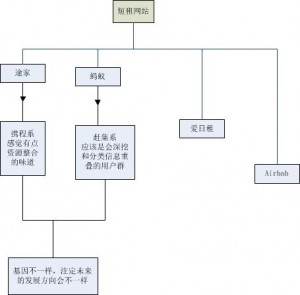 短租网站
途家
蚂蚁
携程系
感觉有点
资源整合
的味道
赶集系
应该是会深挖
和分类信息重
叠的用户群
爱日租
Airbnb
基因不一样，注定未来
的发展方向会不一样